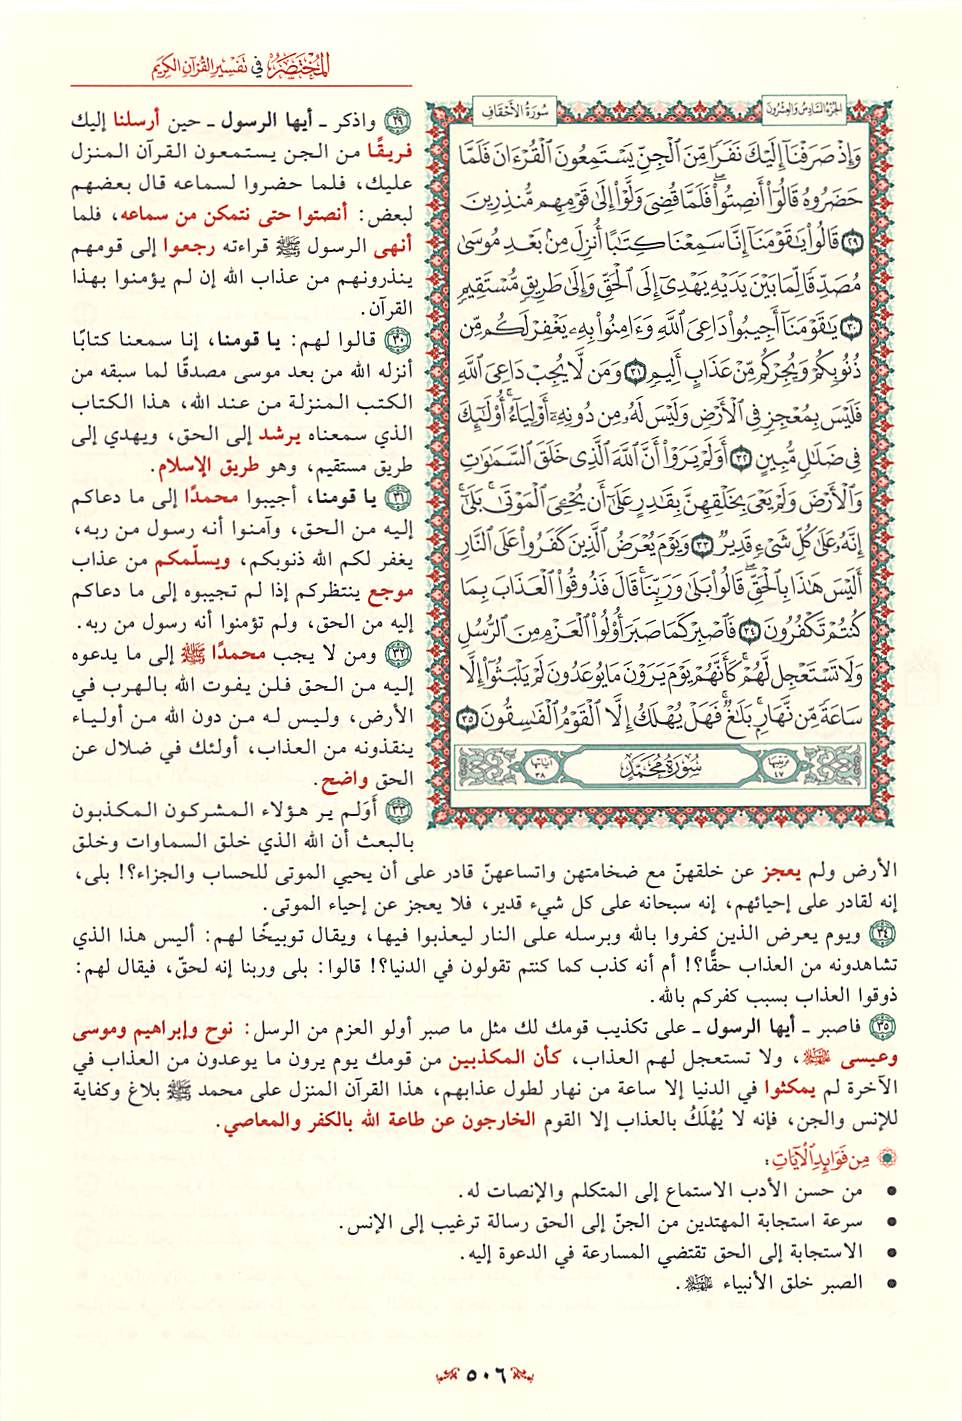 المختصر في تفسير القرآن الكريم
الجزء السادس والعشرون
سورة الأحقاف
وَإِذْ صَرَفْنَآ إِلَيْكَ نَفَرًا مِّنَ ٱلْجِنِّ يَسْتَمِعُونَ ٱلْقُرْءَانَ فَلَمَّا
حَضَرُوهُ قَالُوٓا۟ أَنصِتُوا۟ۖ فَلَمَّا قُضِىَ وَلَّوْا۟ إِلَىٰ قَوْمِهِم مُّنذِرِينَ
٢٩ قَالُوا۟ يَٰقَوْمَنَآ إِنَّا سَمِعْنَا كِتَٰبًا أُنزِلَ مِنۢ بَعْدِ مُوسَىٰ
مُصَدِّقًا لِّمَا بَيْنَ يَدَيْهِ يَهْدِىٓ إِلَى ٱلْحَقِّ وَإِلَىٰ طَرِيقٍ مُّسْتَقِيمٍ
٣٠ يَٰقَوْمَنَآ أَجِيبُوا۟ دَاعِىَ ٱللَّهِ وَءَامِنُوا۟ بِهِۦ يَغْفِرْ لَكُم مِّن
ذُنُوبِكُمْ وَيُجِرْكُم مِّنْ عَذَابٍ أَلِيمٍ ٣١ وَمَن لَّا يُجِبْ دَاعِىَ ٱللَّهِ
فَلَيْسَ بِمُعْجِزٍ فِى ٱلْأَرْضِ وَلَيْسَ لَهُۥ مِن دُونِهِۦٓ أَوْلِيَآءُۚ أُو۟لَٰٓئِكَ
فِى ضَلَٰلٍ مُّبِينٍ ٣٢ أَوَلَمْ يَرَوْا۟ أَنَّ ٱللَّهَ ٱلَّذِى خَلَقَ ٱلسَّمَٰوَٰتِ
وَٱلْأَرْضَ وَلَمْ يَعْىَ بِخَلْقِهِنَّ بِقَٰدِرٍ عَلَىٰٓ أَن يُحْۦِىَ ٱلْمَوْتَىٰۚ بَلَىٰٓ
إِنَّهُۥ عَلَىٰ كُلِّ شَىْءٍ قَدِيرٌ ٣٣ وَيَوْمَ يُعْرَضُ ٱلَّذِينَ كَفَرُوا۟ عَلَى ٱلنَّارِ
أَلَيْسَ هَٰذَا بِٱلْحَقِّۖ قَالُوا۟ بَلَىٰ وَرَبِّنَاۚ قَالَ فَذُوقُوا۟ ٱلْعَذَابَ بِمَا
كُنتُمْ تَكْفُرُونَ ٣٤ فَٱصْبِرْ كَمَا صَبَرَ أُو۟لُوا۟ ٱلْعَزْمِ مِنَ ٱلرُّسُلِ
وَلَا تَسْتَعْجِل لَّهُمْۚ كَأَنَّهُمْ يَوْمَ يَرَوْنَ مَا يُوعَدُونَ لَمْ يَلْبَثُوٓا۟ إِلَّا
سَاعَةً مِّن نَّهَارٍۭۚ بَلَٰغٌۚ فَهَلْ يُهْلَكُ إِلَّا ٱلْقَوْمُ ٱلْفَٰسِقُونَ ٣٥
ترتيبها ٤٧ سورة محمد آياتها ٣٨
٢٩ واذكر ـ أيها الرسول ـ حين أرسلنا إليك
فريقًا من الجن يستمعون القرآن المنزل
عليك، فلما حضروا لسماعه قال بعضهم
لبعض: أنصتوا حتى نتمكن من سماعه، فلما
أنهى الرسول ﷺ قراءته رجعوا إلى قومهم
ينذرونهم من عذاب الله إن لم يؤمنوا بهذا
القرآن.
٣٠ قالوا لهم: يا قومنا، إنا سمعنا كتابًا
أنزله الله من بعد موسى مصدقًا لما سبقه من
الكتب المنزلة من عند الله، هذا الكتاب
الذي سمعناه يرشد إلى الحق، ويهدي إلى
طريق مستقيم، وهو طريق الإسلام.
٣١ يا قومنا، أجيبوا محمدًا إلى ما دعاكم
إليه من الحق، وآمنوا أنه رسول من ربه،
يغفر لكم الله ذنوبكم، ويسلّمكم من عذاب
موجع ينتظركم إذا لم تجيبوه إلى ما دعاكم
إليه من الحق، ولم تؤمنوا أنه رسول من ربه.
٣٢ ومن لا يجب محمدًا ﷺ إلى ما يدعوه
إليه من الحق فلن يفوت الله بالهرب في
الأرض، وليس له من دون الله من أولياء
ينقذونه من العذاب، أولئك في ضلال عن
الحق واضح.
٣٣ أَوَلم ير هؤلاء المشركون المكذبون
بالبعث أن الله الذي خلق السماوات وخلق
الأرض ولم يعجز عن خلقهنّ مع ضخامتهن واتساعهنّ قادر على أن يحيي الموتى للحساب والجزاء؟! بلى،
إنه لقادر على إحيائهم، إنه سبحانه على كل شيء قدير، فلا يعجز عن إحياء الموتى.
٣٤ ويوم يعرض الذين كفروا بالله وبرسله على النار ليعذبوا فيها، ويقال توبيخًا لهم: أليس هذا الذي
تشاهدونه من العذاب حقًّا؟! أم أنه كذب كما كنتم تقولون في الدنيا؟! قالوا: بلى وربنا إنه لحقّ، فيقال لهم:
ذوقوا العذاب بسبب كفركم بالله.
٣٥ فاصبر ـ أيها الرسول ـ على تكذيب قومك لك مثل ما صبر أولو العزم من الرسل: نوح وإبراهيم وموسى
وعيسى، ولا تستعجل لهم العذاب، كأن المكذبين من قومك يوم يرون ما يوعدون من العذاب في
الآخرة لم يمكثوا في الدنيا إلا ساعة من نهار لطول عذابهم، هذا القرآن المنزل على محمد ﷺ بلاغ وكفاية
للإنس والجن، فإنه لا يُهْلَكُ بالعذاب إلا القوم الخارجون عن طاعة الله بالكفر والمعاصي.
من فوائد الآيات:
• من حسن الأدب الاستماع إلى المتكلم والإنصات له.
• سرعة استجابة المهتدين من الجنّ إلى الحق رسالة ترغيب إلى الإنس.
• الاستجابة إلى الحق تقتضي المسارعة في الدعوة إليه.
• الصبر خلق الأنبياء.
٥٠٦